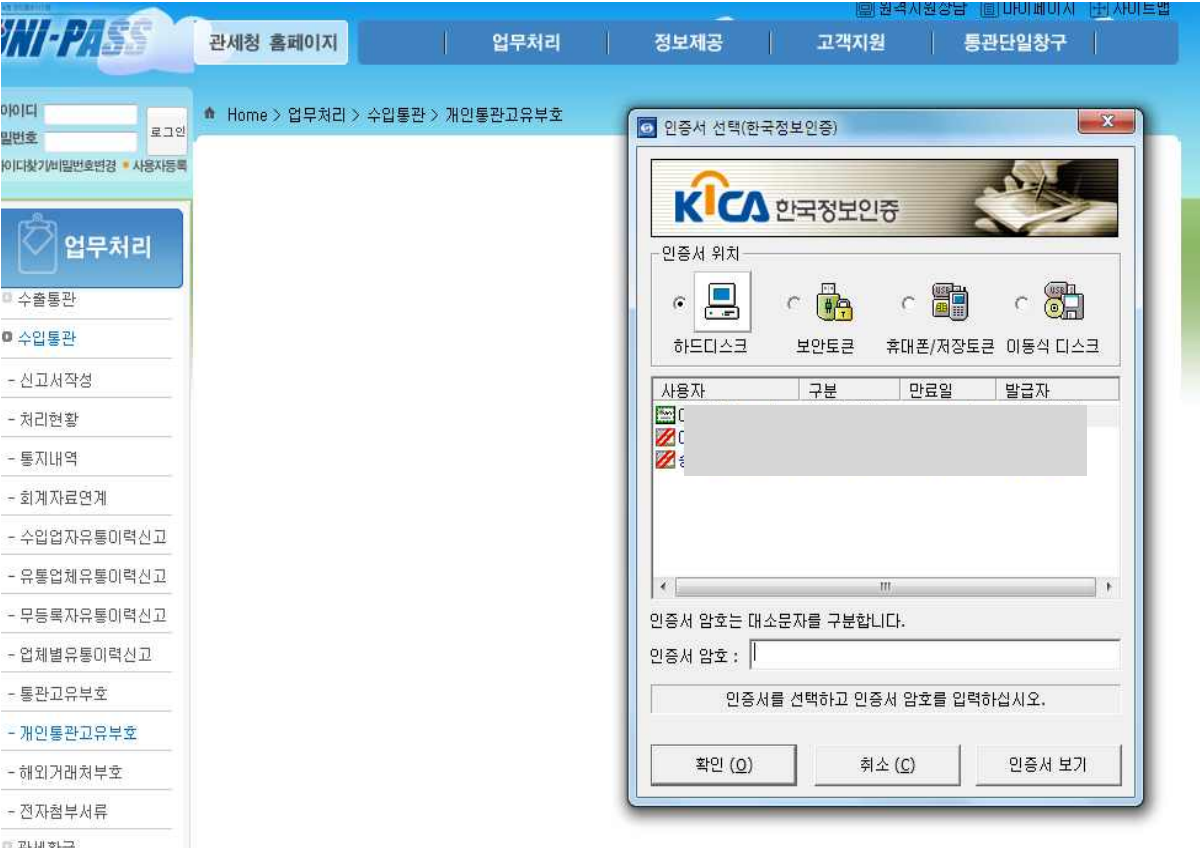 원격지원상담 마이페이지 사이트맵
UNI-PASS
관세청 홈페이지 업무처리 정보제공 고객지원 통관단일창구
아이디
밀번호
로그인
아이디찾기/비밀번호변경 사용자등록
Home > 업무처리 > 수입통관 > 개인통관고유부호
업무처리
수출통관
수입통관
- 신고서작성
- 처리현황
- 통지내역
- 회계자료연계
- 수입업자유통이력신고
- 유통업체유통이력신고
- 무등록자유통이력신고
- 업체별유통이력신고
- 통관고유부호
- 개인통관고유부호
- 해외거래처부호
- 전자첨부서류
관세환급
인증서 선택(한국정보인증)
KICA 한국정보인증
인증서 위치
하드디스크 보안토큰 휴대폰/저장토큰 이동식 디스크
사용자 구분 만료일 발급자
인증서 암호는 대소문자를 구분합니다.
인증서 암호 :
인증서를 선택하고 인증서 암호를 입력하십시오.
확인 (O) 취소 (C) 인증서 보기